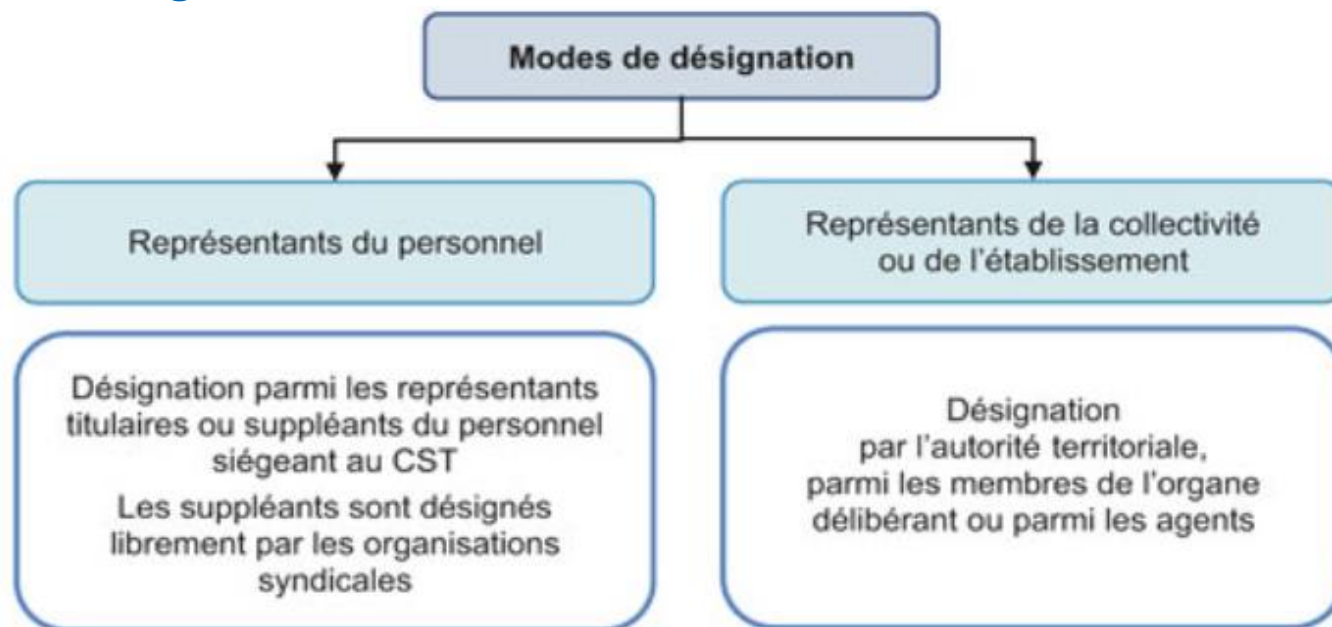 Modes de désignation
Représentants du personnel
Représentants de la collectivité
ou de l'établissement
Désignation parmi les représentants
titulaires ou suppléants du personnel
siégeant au CST
Les suppléants sont désignés
librement par les organisations
syndicales
Désignation
par l'autorité territoriale,
parmi les membres de l'organe
délibérant ou parmi les agents